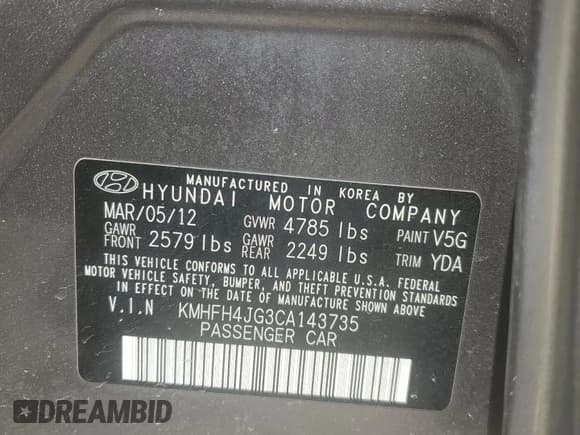 MANUFACTURED IN KOREA BY
HYUNDAI MOTOR COMPANY
MAR/05/12 GVWR 4785 lbs PAINT V5G
GAWR FRONT 2579 lbs GAWR REAR 2249 lbs TRIM YDA
THIS VEHICLE CONFORMS TO ALL APPLICABLE U.S.A. FEDERAL
MOTOR VEHICLE SAFETY, BUMPER, AND THEFT PREVENTION STANDARDS
IN EFFECT ON THE DATE OF MANUFACTURE SHOWN ABOVE
V.I.N KMHFH4JG3CA143735
PASSENGER CAR
DREAMBID